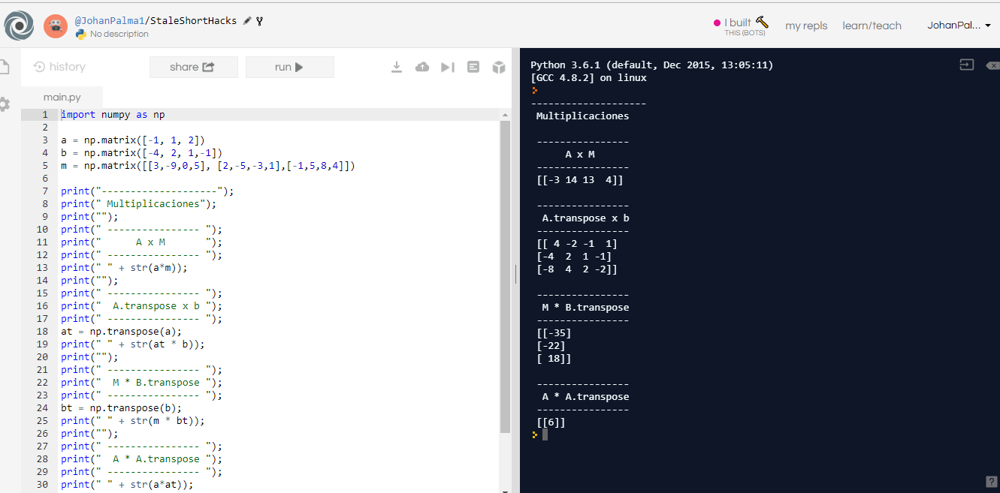 @JohanPalma1/StaleShortHacks
No description
I built
THIS (BOTS)
my repls
learn/teach
JohanPal...
history
share
run
main.py
1 import numpy as np
2
3 a = np.matrix([-1, 1, 2])
4 b = np.matrix([-4, 2, 1,-1])
5 m = np.matrix([[3,-9,0,5], [2,-5,-3,1],[-1,5,8,4]])
6
7 print("--------------------");
8 print(" Multiplicaciones");
9 print("");
10 print(" ---------------- ");
11 print("      A x M       ");
12 print(" ---------------- ");
13 print(" " + str(a*m));
14 print("");
15 print(" ---------------- ");
16 print("  A.transpose x b ");
17 print(" ---------------- ");
18 at = np.transpose(a);
19 print(" " + str(at * b));
20 print("");
21 print(" ---------------- ");
22 print("  M * B.transpose ");
23 print(" ---------------- ");
24 bt = np.transpose(b);
25 print(" " + str(m * bt));
26 print("");
27 print(" ---------------- ");
28 print("  A * A.transpose ");
29 print(" ---------------- ");
30 print(" " + str(a*at));
Python 3.6.1 (default, Dec 2015, 13:05:11)
[GCC 4.8.2] on linux
--------------------
 Multiplicaciones

 ----------------
      A x M
 ----------------
 [[-3 14 13  4]]

 ----------------
  A.transpose x b
 ----------------
 [[ 4 -2 -1  1]
 [-4  2  1 -1]
 [-8  4  2 -2]]

 ----------------
  M * B.transpose
 ----------------
 [[-35]
 [-22]
 [ 18]]

 ----------------
  A * A.transpose
 ----------------
 [[6]]
?